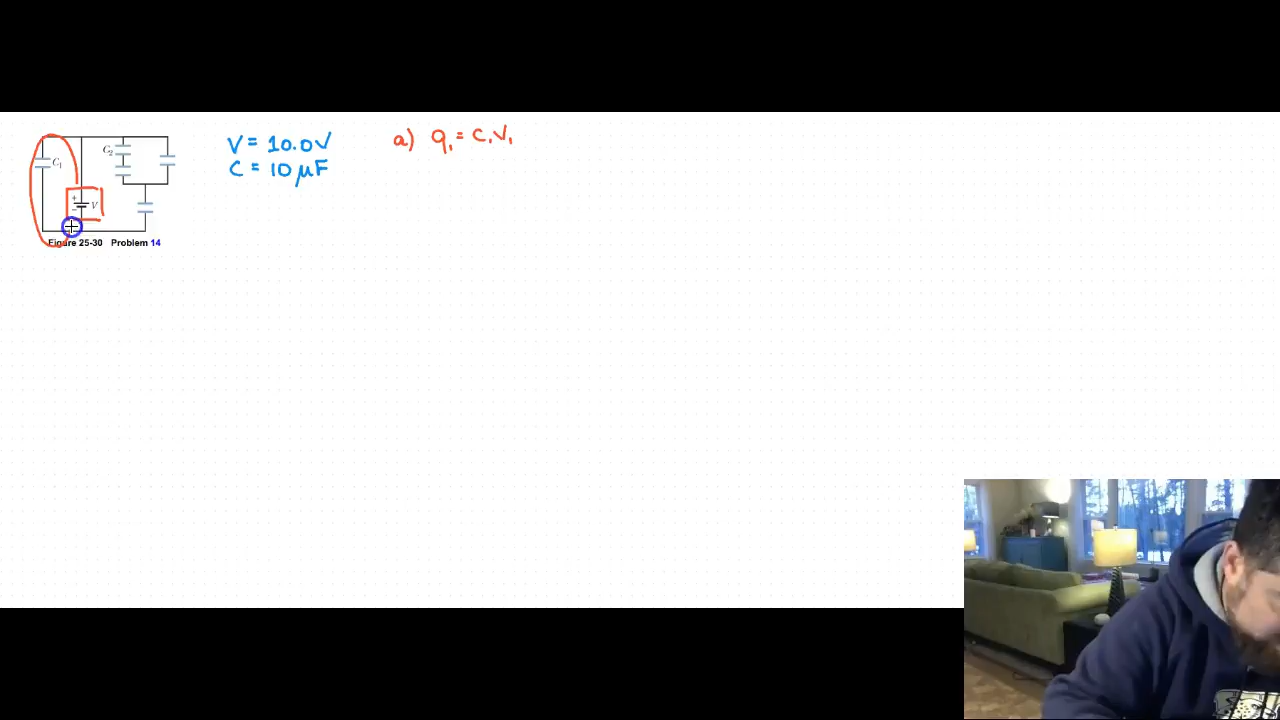 C₁
C₂
+
−
V
Figure 25-30 Problem 14
V = 10.0V
C = 10 μF
a) q₁ = C₁V₁